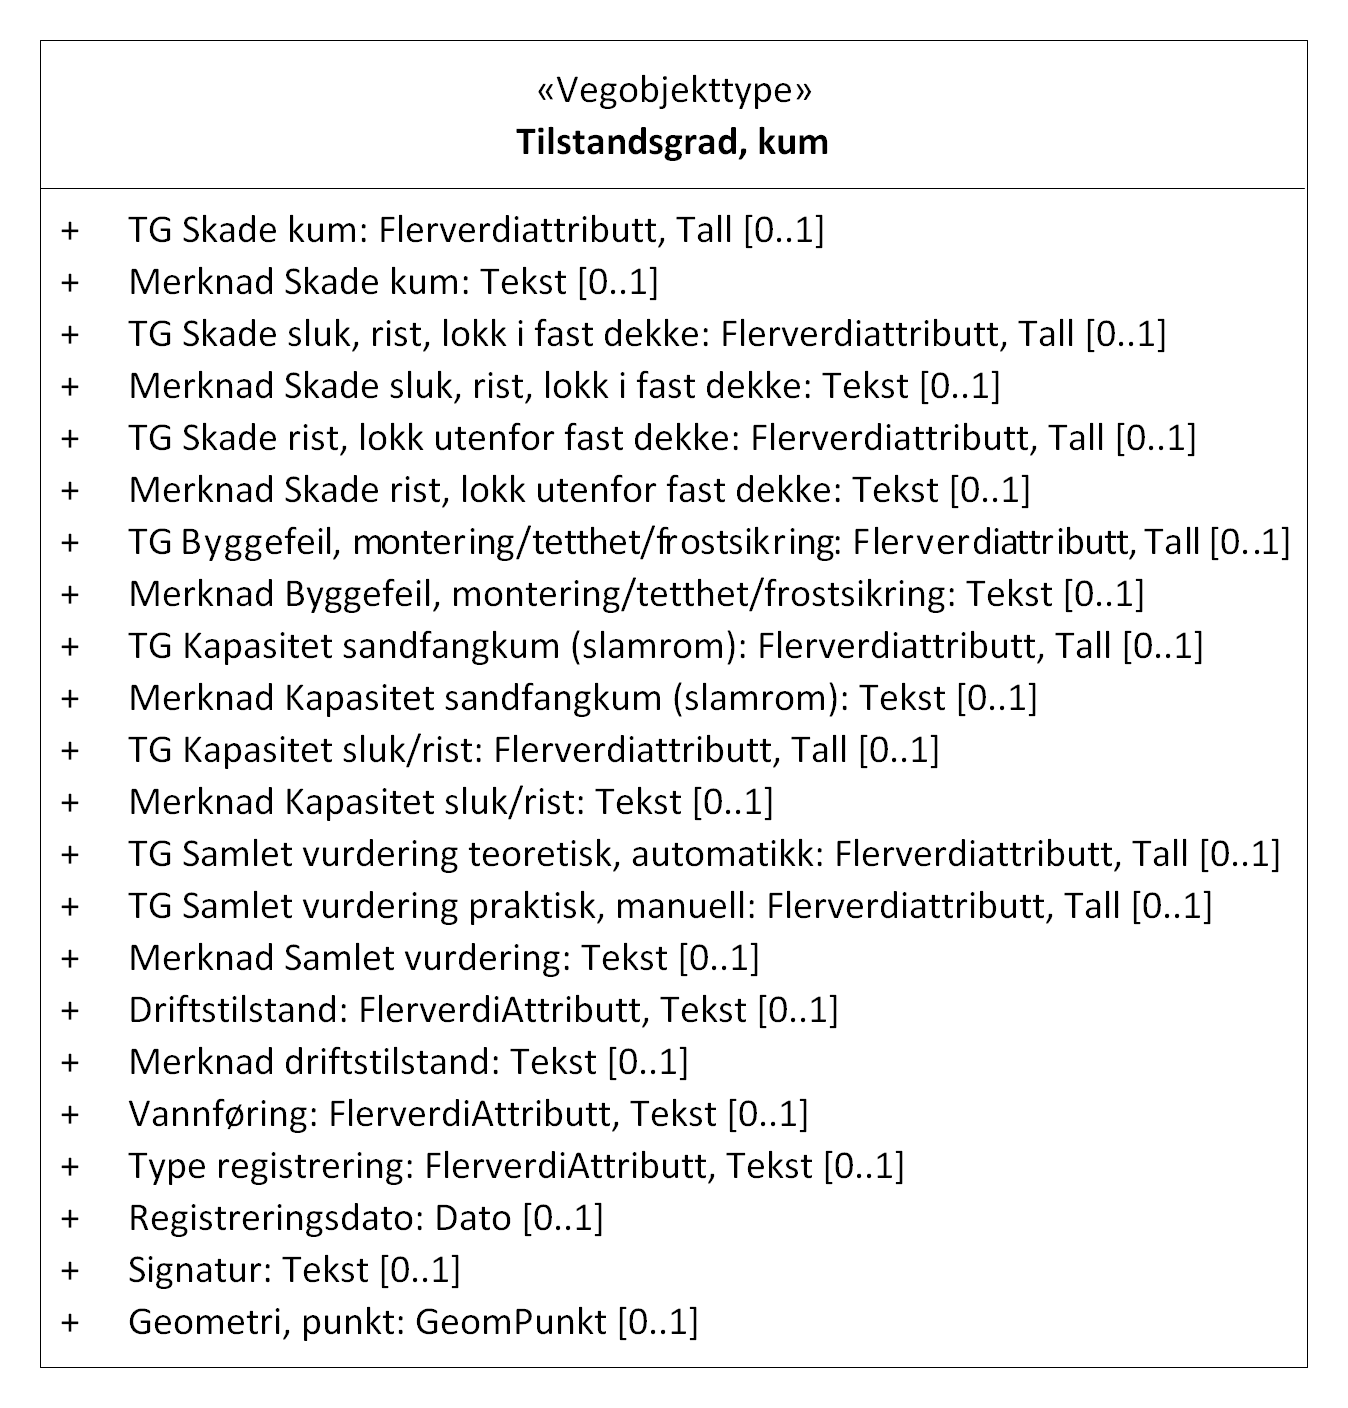 «Vegobjekttype»
Tilstandsgrad, kum
+ TG Skade kum: Flerverdiattributt, Tall [0..1]
+ Merknad Skade kum: Tekst [0..1]
+ TG Skade sluk, rist, lokk i fast dekke: Flerverdiattributt, Tall [0..1]
+ Merknad Skade sluk, rist, lokk i fast dekke: Tekst [0..1]
+ TG Skade rist, lokk utenfor fast dekke: Flerverdiattributt, Tall [0..1]
+ Merknad Skade rist, lokk utenfor fast dekke: Tekst [0..1]
+ TG Byggefeil, montering/tetthet/frostsikring: Flerverdiattributt, Tall [0..1]
+ Merknad Byggefeil, montering/tetthet/frostsikring: Tekst [0..1]
+ TG Kapasitet sandfangkum (slamrom): Flerverdiattributt, Tall [0..1]
+ Merknad Kapasitet sandfangkum (slamrom): Tekst [0..1]
+ TG Kapasitet sluk/rist: Flerverdiattributt, Tall [0..1]
+ Merknad Kapasitet sluk/rist: Tekst [0..1]
+ TG Samlet vurdering teoretisk, automatikk: Flerverdiattributt, Tall [0..1]
+ TG Samlet vurdering praktisk, manuell: Flerverdiattributt, Tall [0..1]
+ Merknad Samlet vurdering: Tekst [0..1]
+ Driftstilstand: FlerverdiAttributt, Tekst [0..1]
+ Merknad driftstilstand: Tekst [0..1]
+ Vannføring: FlerverdiAttributt, Tekst [0..1]
+ Type registrering: FlerverdiAttributt, Tekst [0..1]
+ Registreringsdato: Dato [0..1]
+ Signatur: Tekst [0..1]
+ Geometri, punkt: GeomPunkt [0..1]